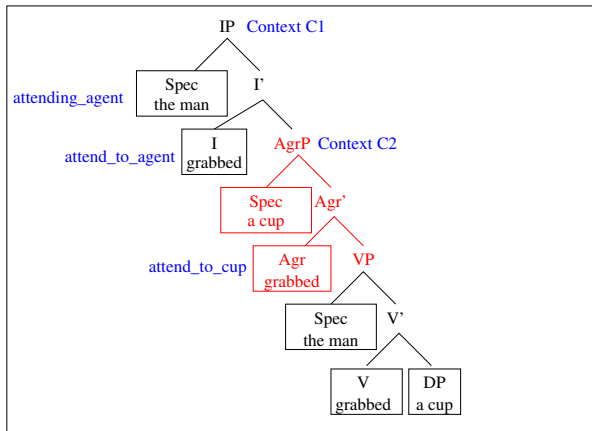 IP Context C1
Spec
the man
I’
attending_agent
I
grabbed
attend_to_agent
AgrP Context C2
Spec
a cup
Agr’
Agr
grabbed
attend_to_cup
VP
Spec
the man
V’
V
grabbed
DP
a cup